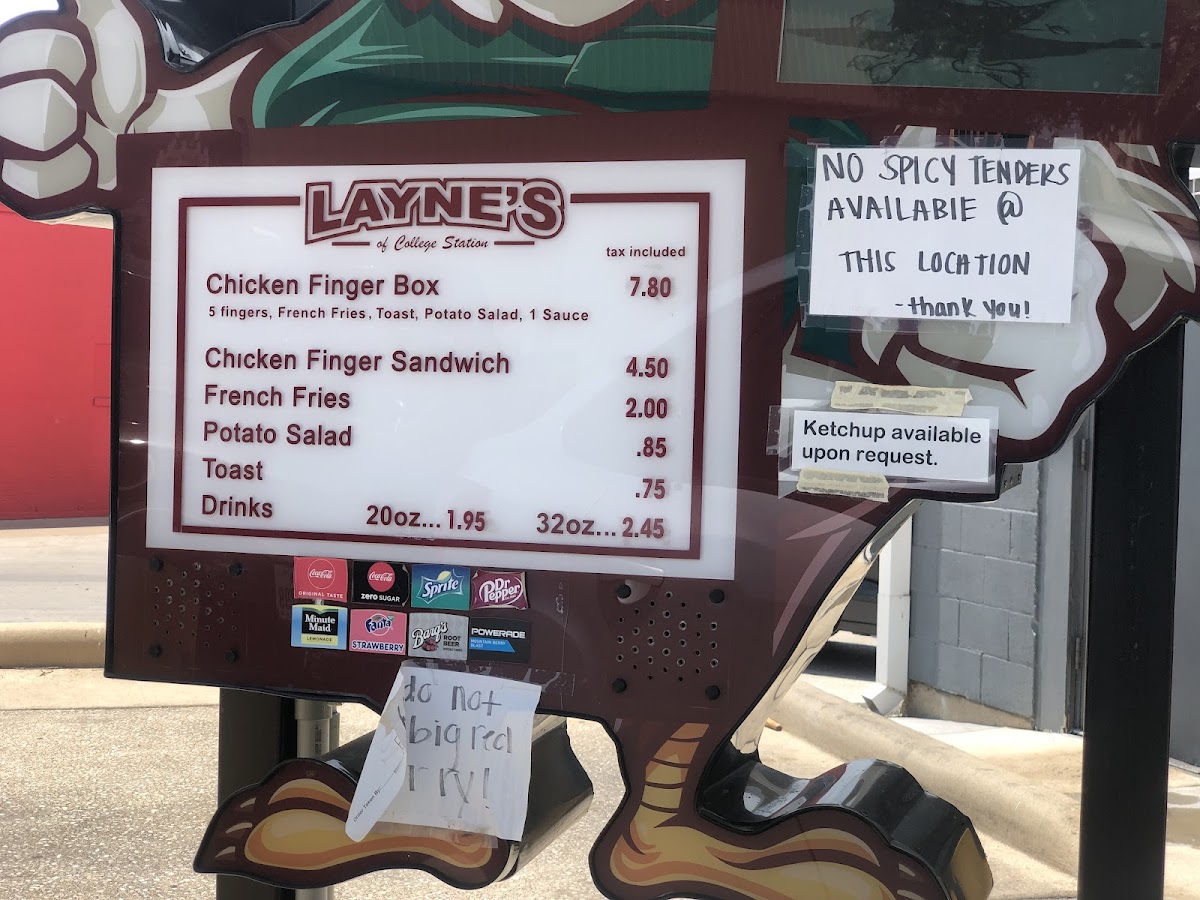 LAYNE'S
of College Station
tax included
Chicken Finger Box 7.80
5 fingers, French Fries, Toast, Potato Salad, 1 Sauce
Chicken Finger Sandwich 4.50
French Fries 2.00
Potato Salad .85
Toast .75
Drinks 20oz... 1.95 32oz... 2.45
NO SPICY TENDERS
AVAILABLE @
THIS LOCATION
-thank you!
Ketchup available
upon request.
Coca-Cola
ORIGINAL TASTE
Coca-Cola
ZERO SUGAR
Sprite
Dr Pepper
Minute
Maid
LEMONADE
Fanta
STRAWBERRY
Barq's
ROOT
BEER
POWERADE
MOUNTAIN BERRY
BLAST
do not
big red
rry!